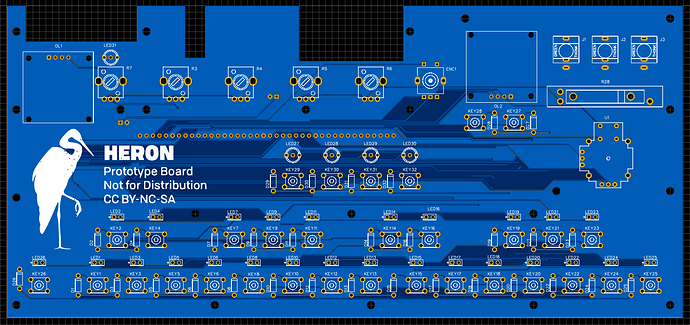 OL1
LED31
R7
R3
R4
R5
R6
ENC1
J1
J2
J3
R28
OL2
KEY28
KEY27
U1
HERON
Prototype Board
Not for Distribution
CC BY-NC-SA
LED27
LED28
LED29
LED30
KEY29
KEY30
KEY31
KEY32
LED2
LED4
LED7
LED9
LED11
LED14
LED16
LED19
LED21
LED23
KEY2
KEY4
KEY7
KEY9
KEY11
KEY14
KEY16
KEY19
KEY21
KEY23
LED26
LED1
LED3
LED5
LED6
LED8
LED10
LED12
LED13
LED15
LED17
LED18
LED20
LED22
LED24
LED25
KEY26
KEY1
KEY3
KEY5
KEY6
KEY8
KEY10
KEY12
KEY13
KEY15
KEY17
KEY18
KEY20
KEY22
KEY24
KEY25